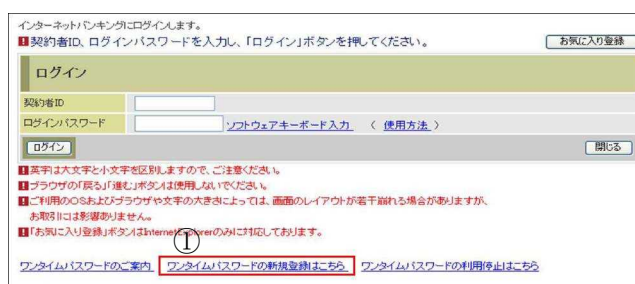 インターネットバンキングにログインします。
契約者ID、ログインパスワードを入力し、「ログイン」ボタンを押してください。
お気に入り登録
ログイン
契約者ID
ログインパスワード ソフトウェアキーボード入力 ( 使用方法 )
ログイン 閉じる
英字は大文字と小文字を区別しますので、ご注意ください。
ブラウザの「戻る」「進む」ボタンは使用しないでください。
ご利用のOSおよびブラウザや文字の大きさによっては、画面のレイアウトが若干崩れる場合がありますが、
お取引には影響ありません。
「お気に入り登録」ボタンはInternetExplorerのみに対応しております。
①
ワンタイムパスワードのご案内 ワンタイムパスワードの新規登録はこちら ワンタイムパスワードの利用停止はこちら